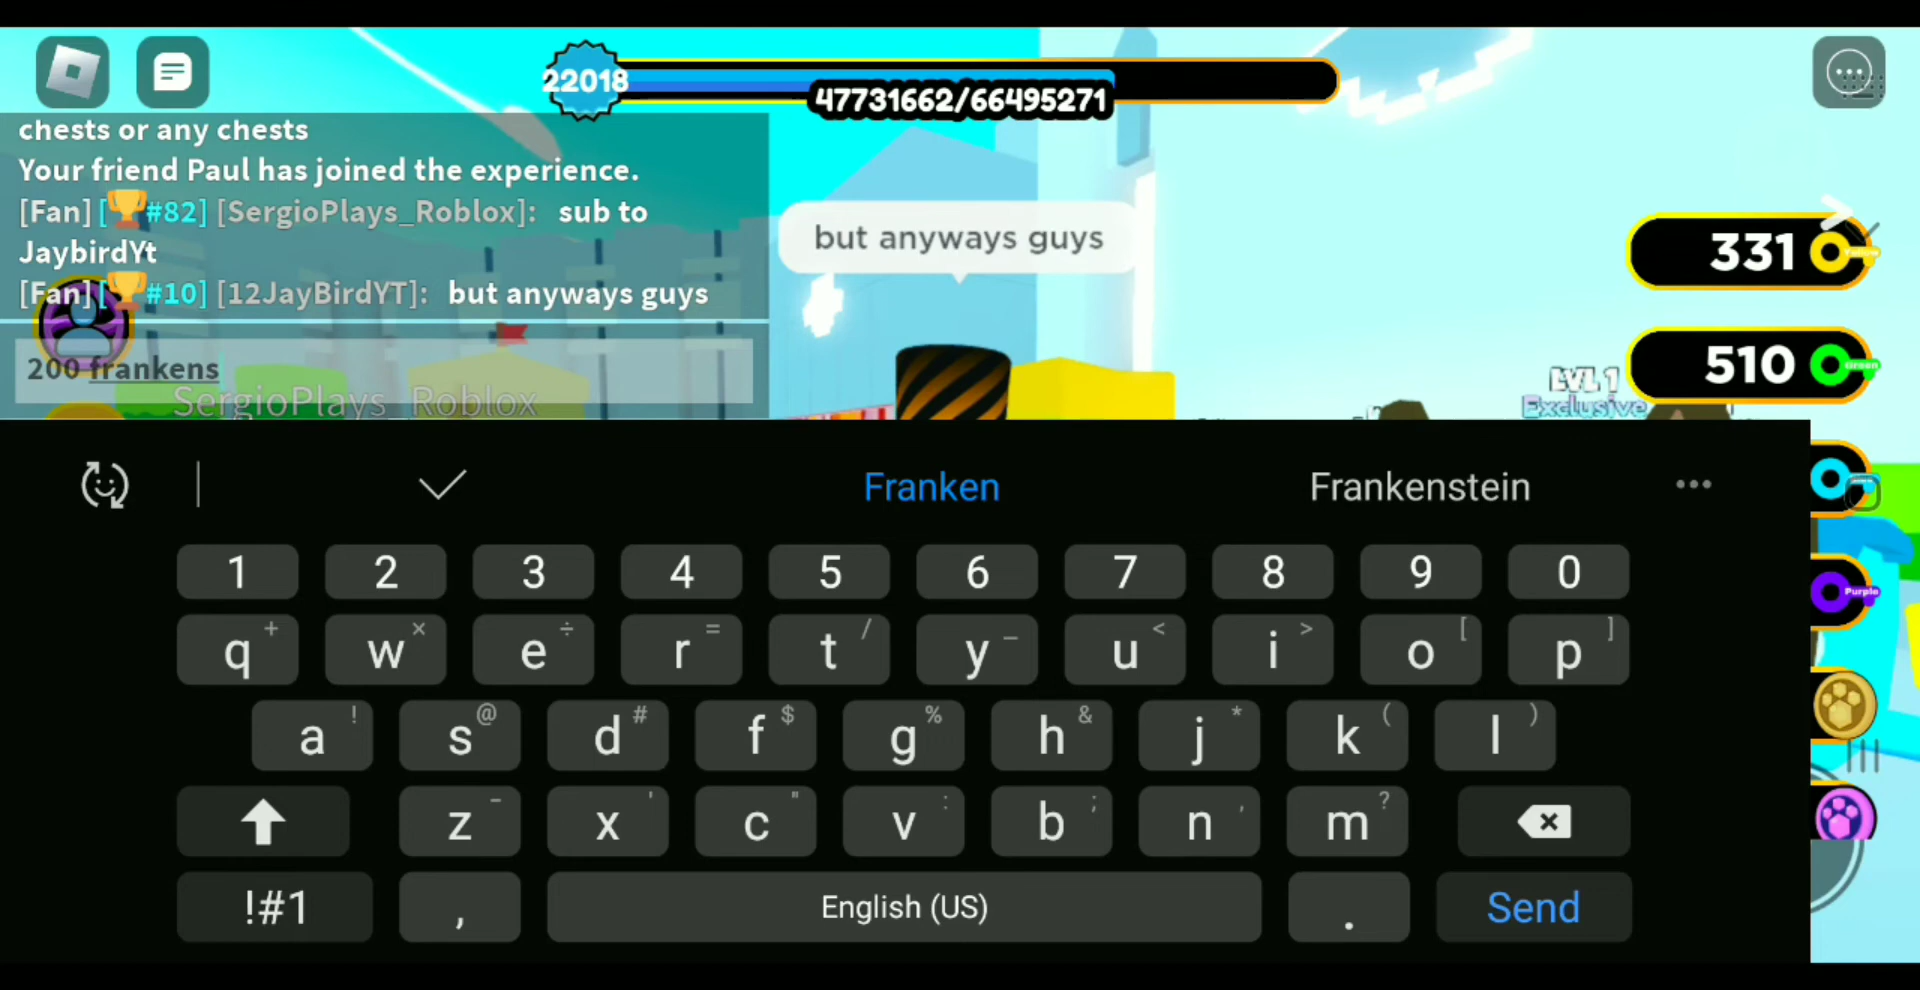 22018
47731662/66495271
chests or any chests
Your friend Paul has joined the experience.
[Fan] [🏆#82] [SergioPlays_Roblox]: sub to
JaybirdYt
[Fan] [🏆#10] [12JayBirdYT]: but anyways guys
but anyways guys
331
510
200 frankens
SergioPlays_Roblox
LVL 1
Exclusive
Franken
Frankenstein
1 2 3 4 5 6 7 8 9 0
q + w × e ÷ r = t / y _ u < i > o [ p ]
Purple
a ! s @ d # f $ g % h & j * k ( l )
z - x ' c " v : b ; n , m ?
!#1 , English (US) . Send